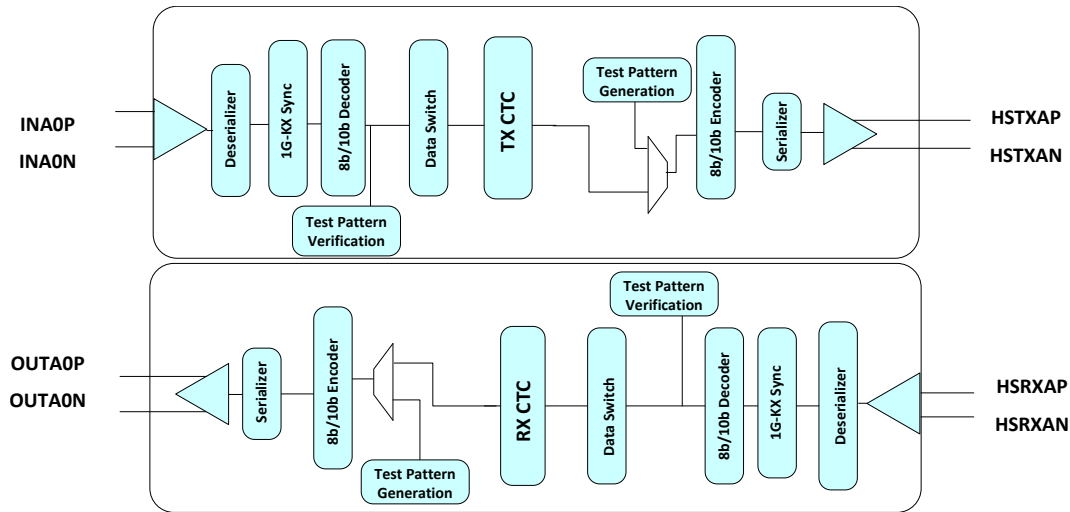 INA0P
INA0N
Deserializer
1G-KX Sync
8b/10b Decoder
Test Pattern
Verification
Data Switch
TX CTC
Test Pattern
Generation
8b/10b Encoder
Serializer
HSTXAP
HSTXAN
OUTA0P
OUTA0N
Serializer
8b/10b Encoder
Test Pattern
Generation
RX CTC
Data Switch
Test Pattern
Verification
8b/10b Decoder
1G-KX Sync
Deserializer
HSRXAP
HSRXAN